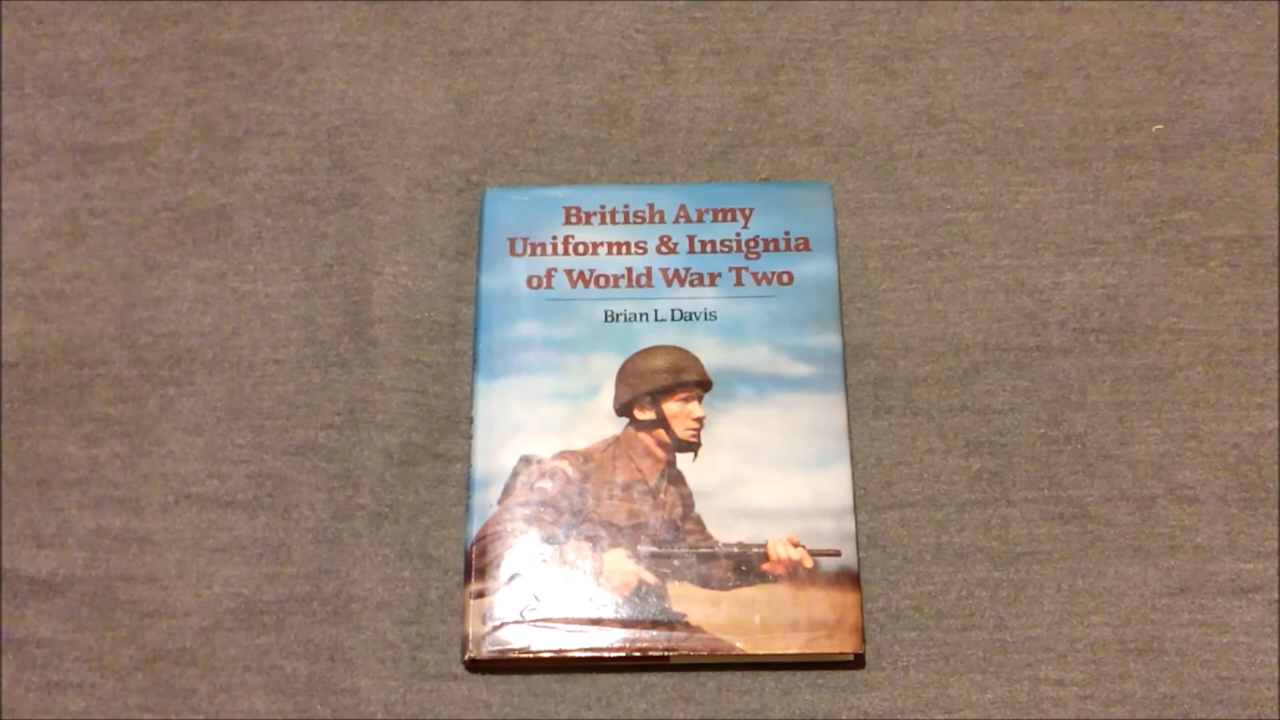 British Army
Uniforms & Insignia
of World War Two
Brian L. Davis